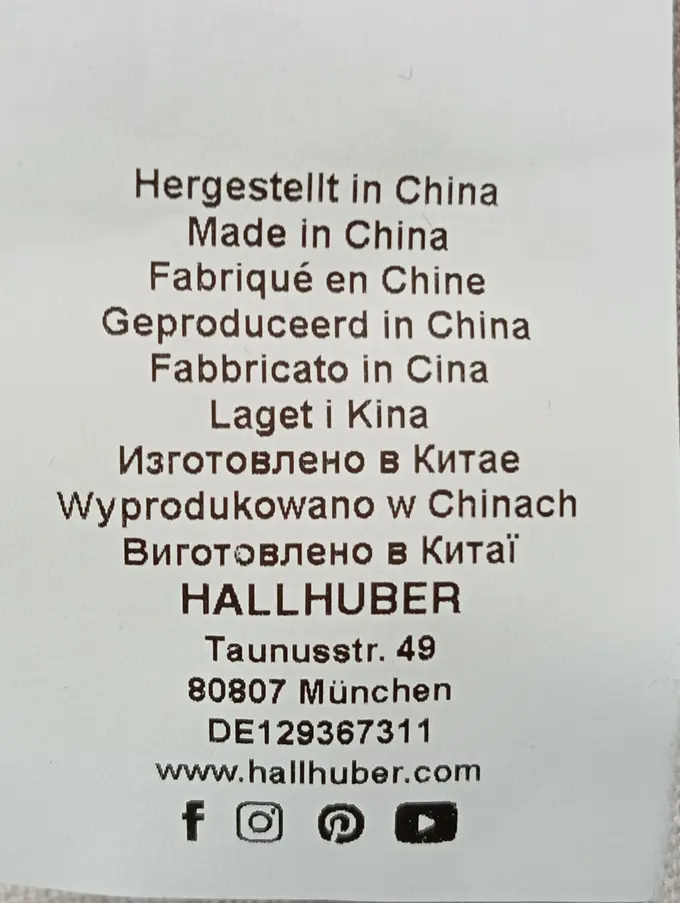 Hergestellt in China
Made in China
Fabriqué en Chine
Geproduceerd in China
Fabbricato in Cina
Laget i Kina
Изготовлено в Китае
Wyprodukowano w Chinach
Виготовлено в Китаї
HALLHUBER
Taunusstr. 49
80807 München
DE129367311
www.hallhuber.com